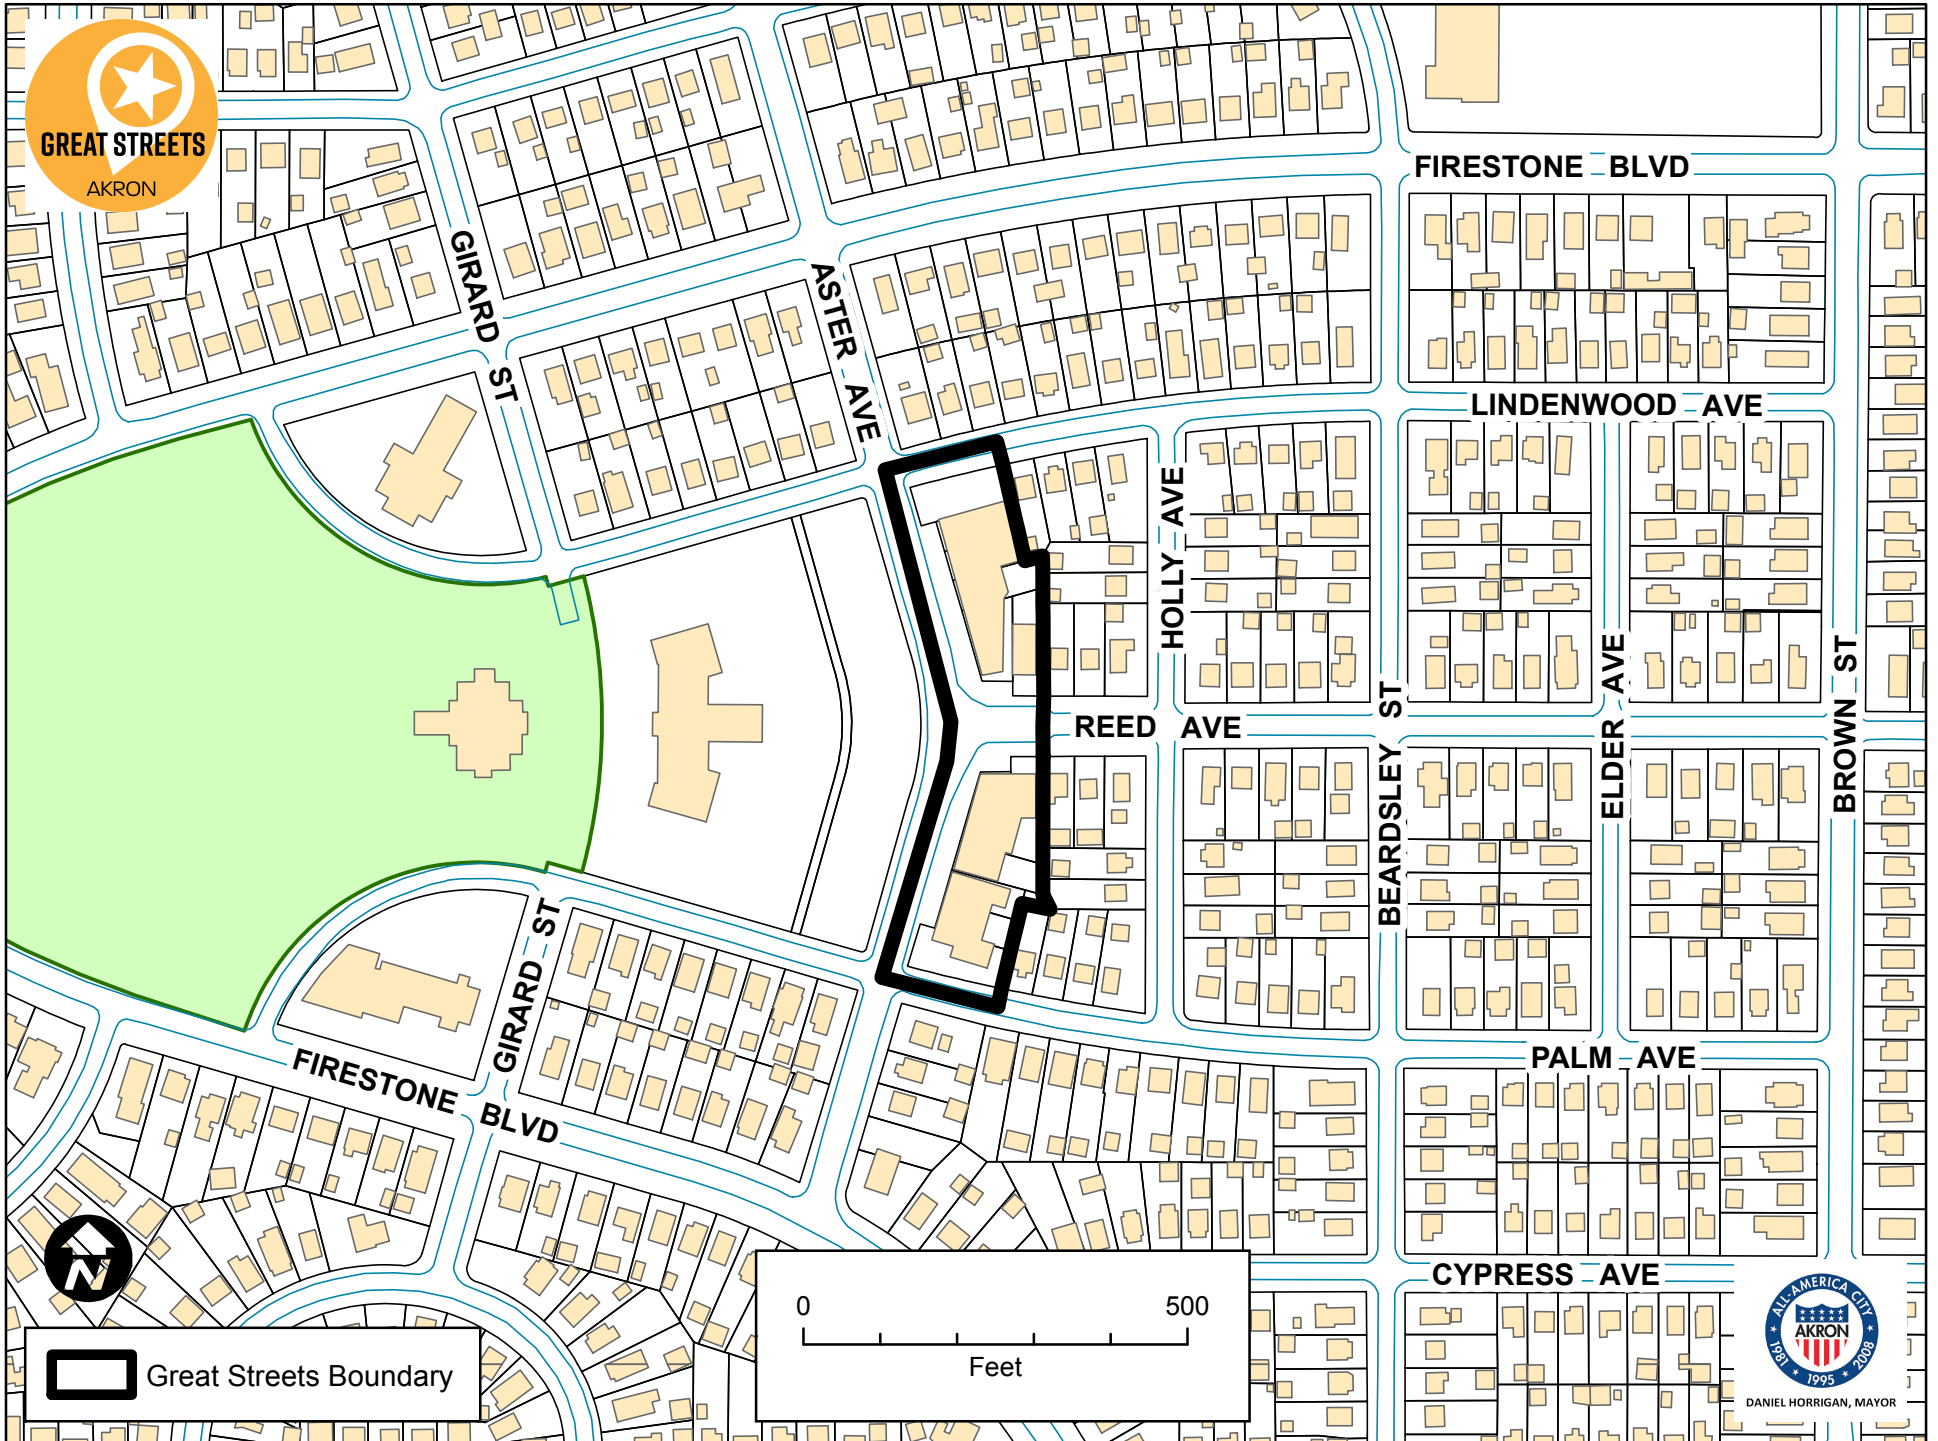 GREAT STREETS
AKRON
FIRESTONE BLVD
GIRARD ST
ASTER AVE
LINDENWOOD AVE
HOLLY AVE
REED AVE
BEARDSLEY ST
ELDER AVE
BROWN ST
GIRARD ST
FIRESTONE BLVD
PALM AVE
CYPRESS AVE
N
0 500
Feet
Great Streets Boundary
ALL-AMERICA CITY
AKRON
1981 1995 2008
DANIEL HORRIGAN, MAYOR